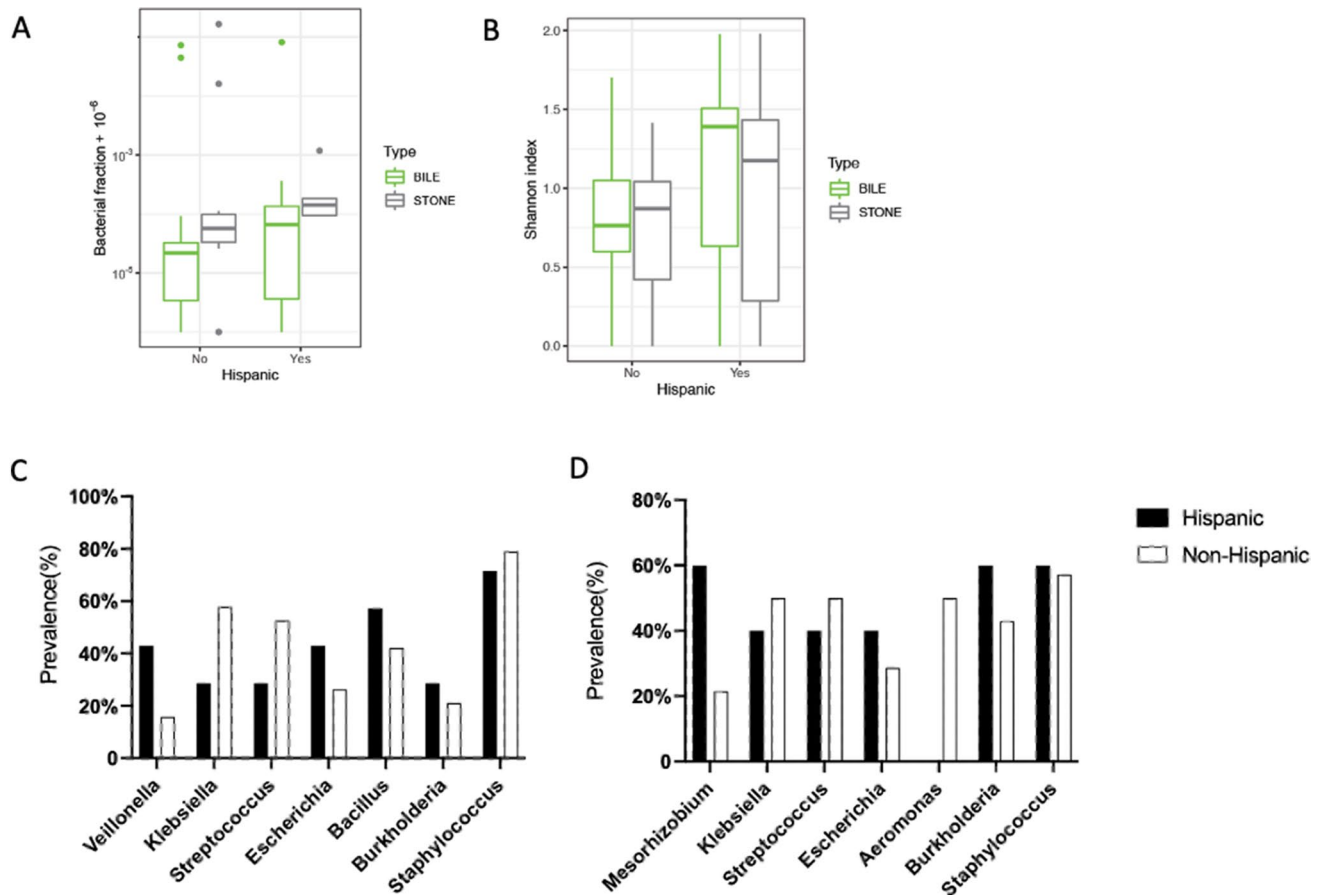 A
Bacterial fraction + 10⁻⁶
10⁻³
10⁻⁵
No
Yes
Hispanic
Type
BILE
STONE
B
Shannon index
2.0
1.5
1.0
0.5
0.0
No
Yes
Hispanic
Type
BILE
STONE
C
Prevalence(%)
100%
80%
60%
40%
20%
0
Veillonella
Klebsiella
Streptococcus
Escherichia
Bacillus
Burkholderia
Staphylococcus
D
Prevalence(%)
80%
60%
40%
20%
0
Mesorhizobium
Klebsiella
Streptococcus
Escherichia
Aeromonas
Burkholderia
Staphylococcus
Hispanic
Non-Hispanic